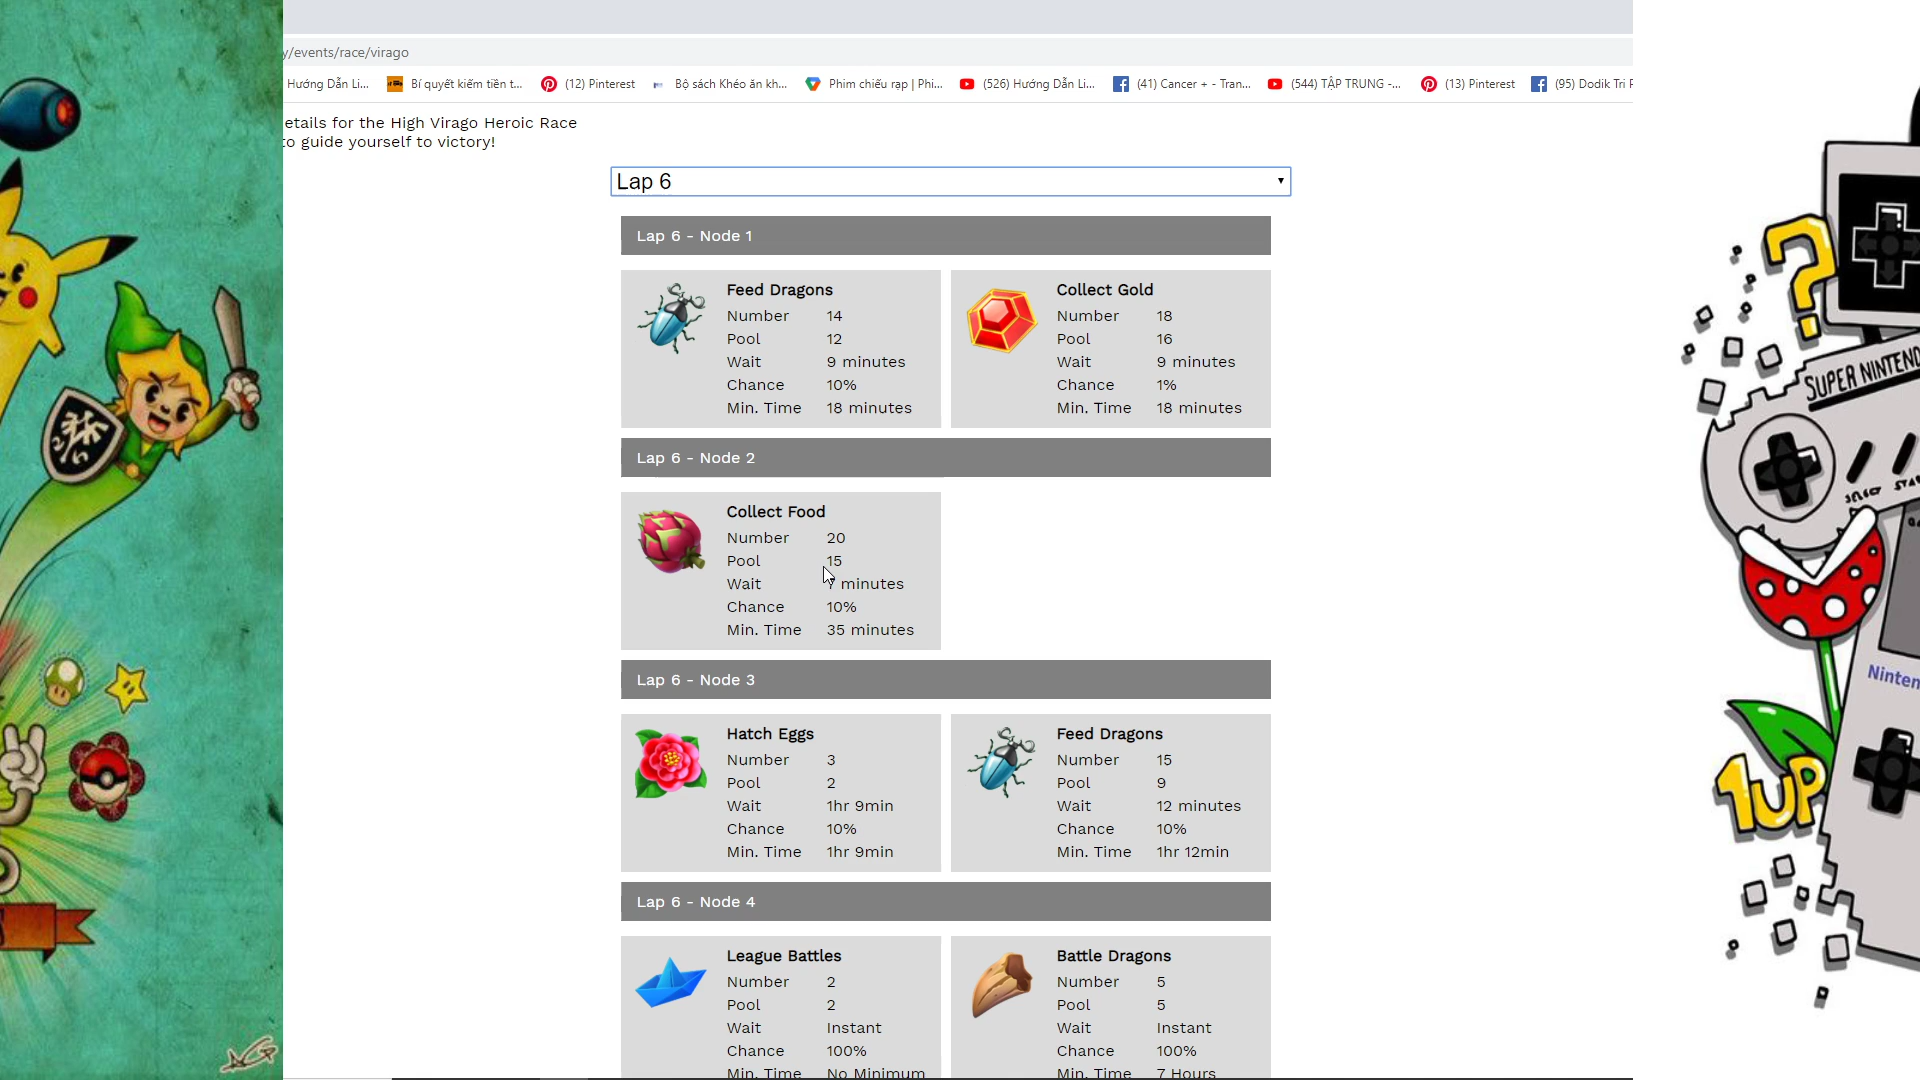 y/events/race/virago
Hướng Dẫn Li...
Bí quyết kiếm tiền t...
(12) Pinterest
Bộ sách Khéo ăn kh...
Phim chiếu rạp | Phi...
(526) Hướng Dẫn Li...
(41) Cancer + - Tran...
(544) TẬP TRUNG -...
(13) Pinterest
(95) Dodik Tri P
etails for the High Virago Heroic Race
to guide yourself to victory!
Lap 6
Lap 6 - Node 1
Feed Dragons
Number 14
Pool 12
Wait 9 minutes
Chance 10%
Min. Time 18 minutes
Collect Gold
Number 18
Pool 16
Wait 9 minutes
Chance 1%
Min. Time 18 minutes
Lap 6 - Node 2
Collect Food
Number 20
Pool 15
Wait 7 minutes
Chance 10%
Min. Time 35 minutes
Lap 6 - Node 3
Hatch Eggs
Number 3
Pool 2
Wait 1hr 9min
Chance 10%
Min. Time 1hr 9min
Feed Dragons
Number 15
Pool 9
Wait 12 minutes
Chance 10%
Min. Time 1hr 12min
Lap 6 - Node 4
League Battles
Number 2
Pool 2
Wait Instant
Chance 100%
Min. Time No Minimum
Battle Dragons
Number 5
Pool 5
Wait Instant
Chance 100%
Min. Time 7 Hours
?
SUPER NINTEND
SELECT STA
Ninten
1UP